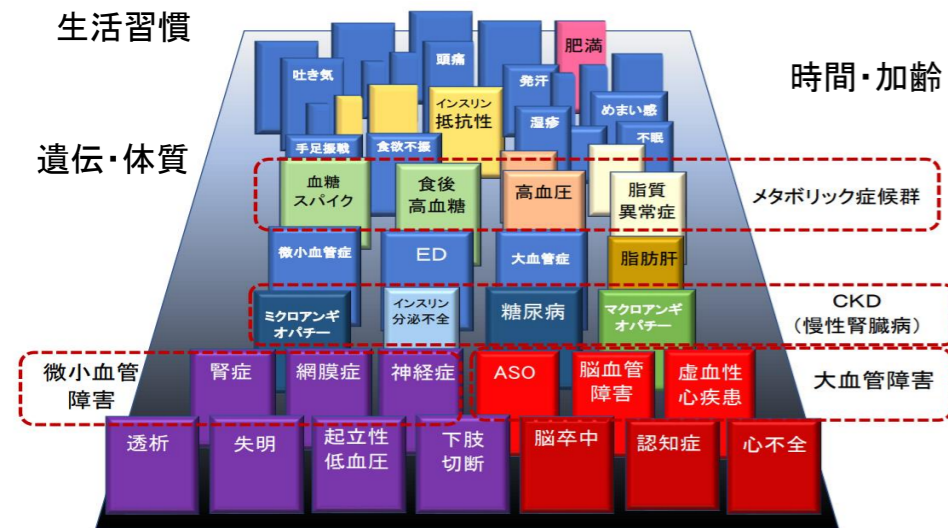 生活習慣
時間・加齢
遺伝・体質
肥満
頭痛
吐き気
発汗
インスリン
抵抗性
めまい感
湿疹
不眠
手足振戦
食欲不振
血糖
スパイク
食後
高血糖
高血圧
脂質
異常症
メタボリック症候群
微小血管症
ED
大血管症
脂肪肝
ミクロアンギ
オパチー
インスリン
分泌不全
糖尿病
マクロアンギ
オパチー
CKD
(慢性腎臓病)
微小血管
障害
腎症
網膜症
神経症
ASO
脳血管
障害
虚血性
心疾患
大血管障害
透析
失明
起立性
低血圧
下肢
切断
脳卒中
認知症
心不全